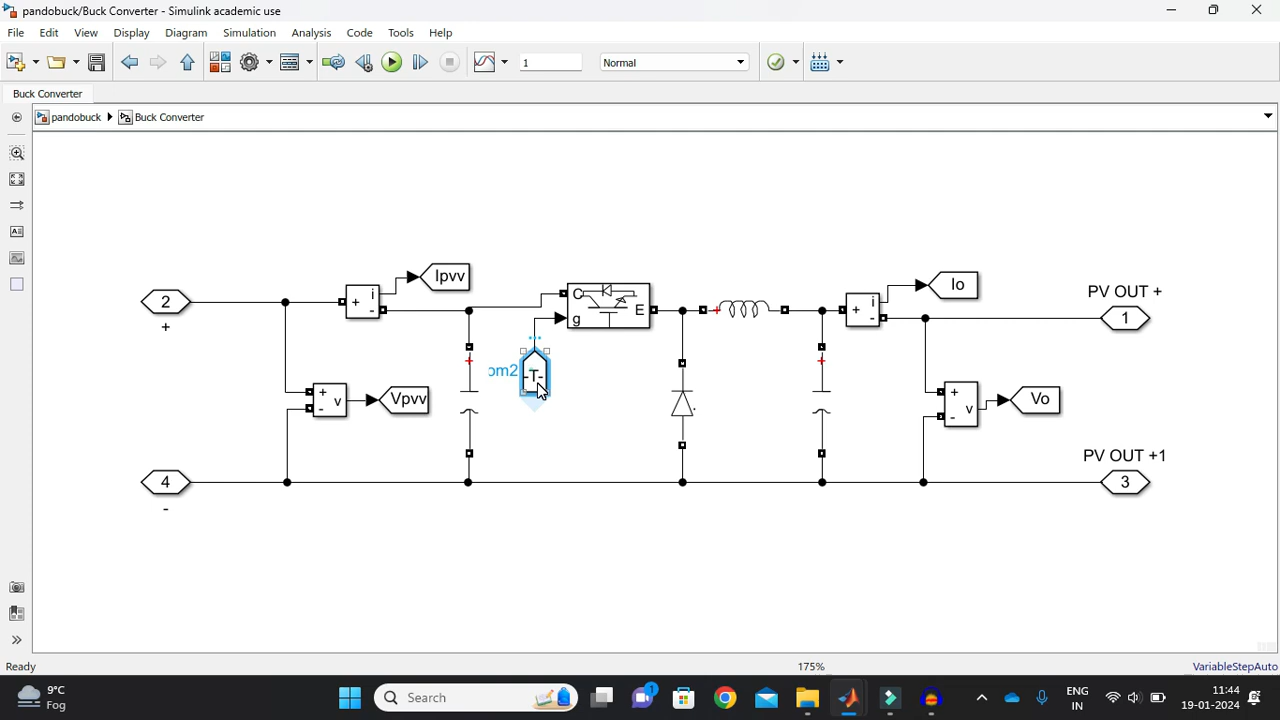 pandobuck/Buck Converter - Simulink academic use
File Edit View Display Diagram Simulation Analysis Code Tools Help
1 Normal
Buck Converter
pandobuck Buck Converter
Ipvv
Io
PV OUT +
2
+ i -
C g E
+ i -
1
+
-T-
om2
+ - v
Vpvv
+ - v
Vo
PV OUT +1
4
3
-
Ready 175% VariableStepAuto
9°C
Fog
Search
1
ENG
IN
11:44
19-01-2024